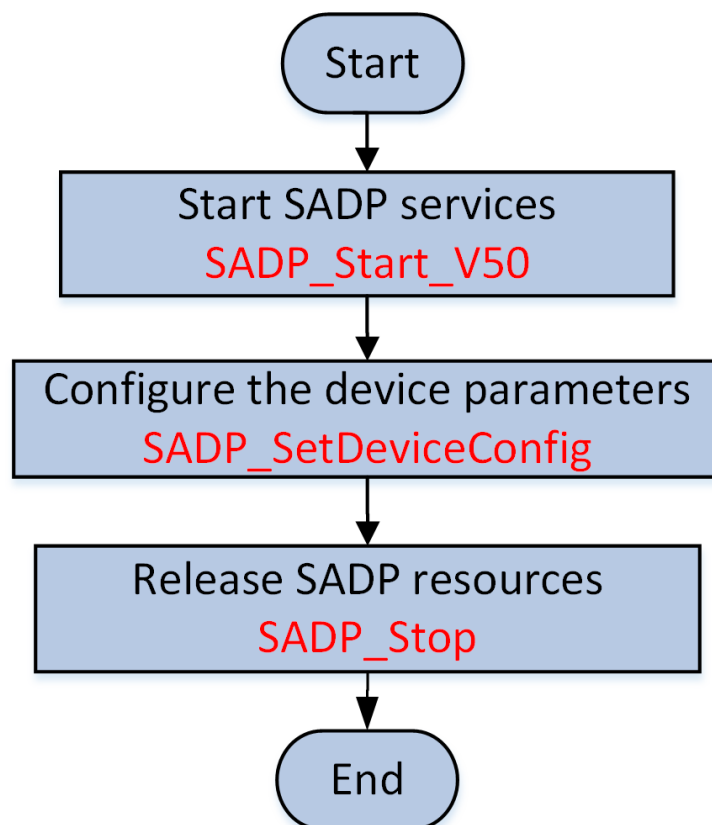 Start
Start SADP services
SADP_Start_V50
Configure the device parameters
SADP_SetDeviceConfig
Release SADP resources
SADP_Stop
End